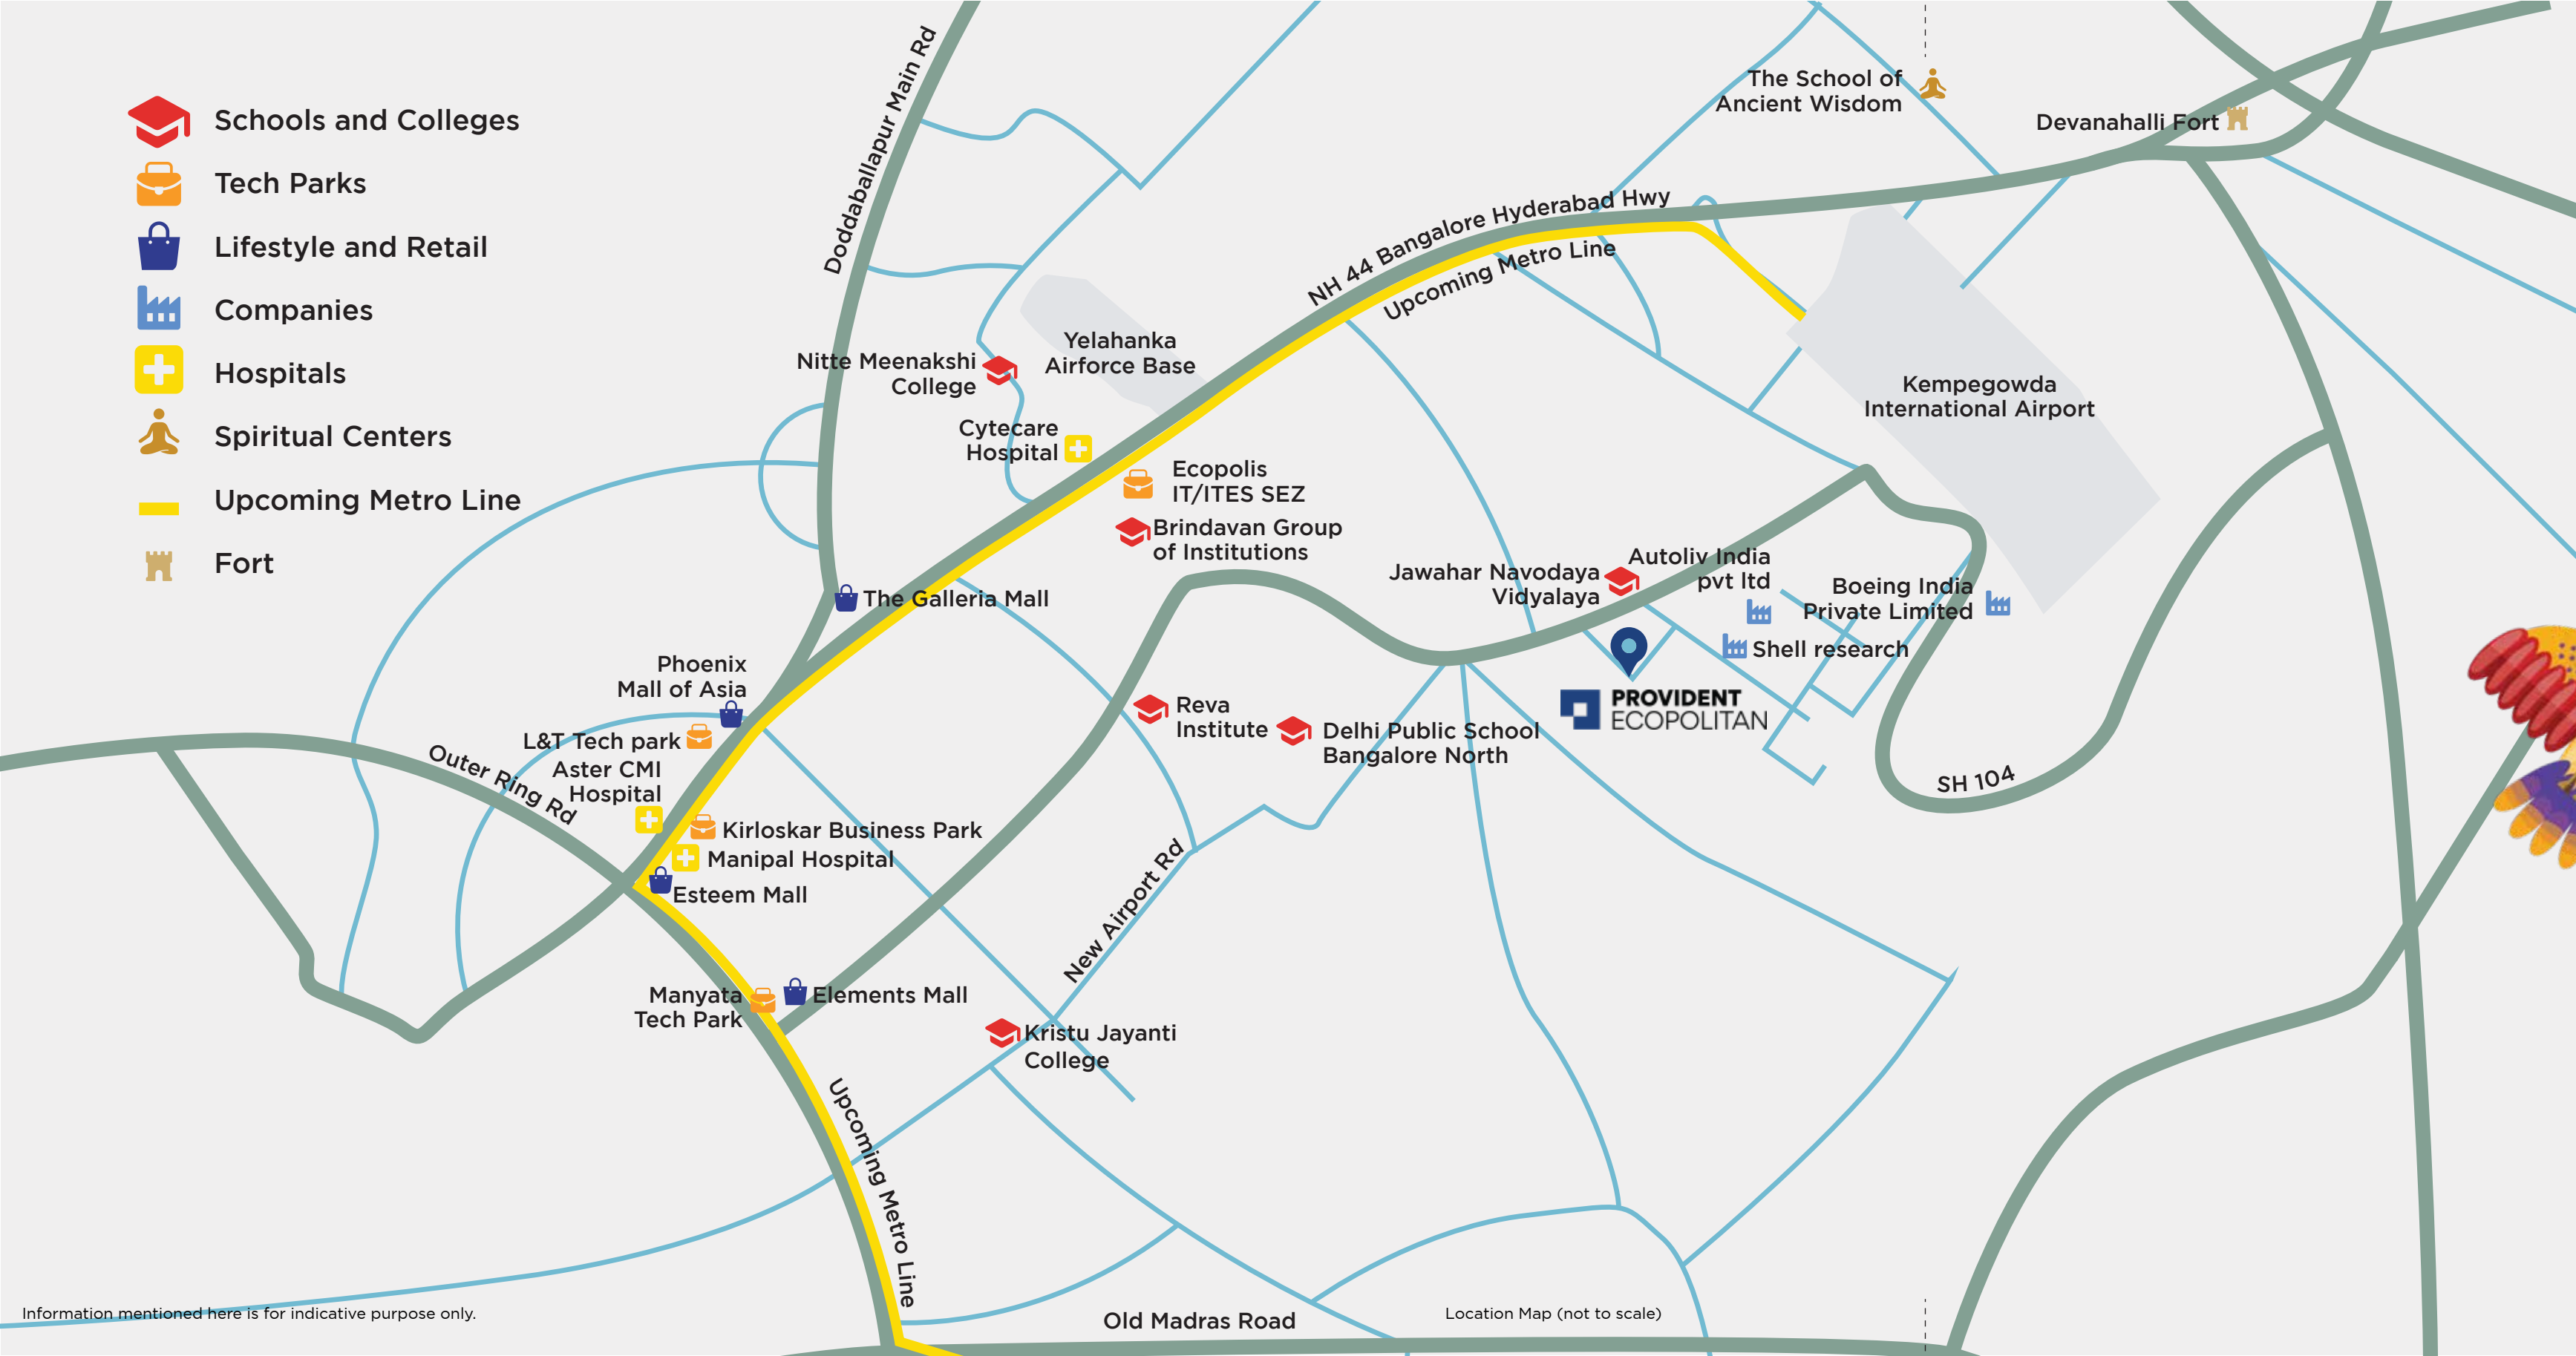 Schools and Colleges
Tech Parks
Lifestyle and Retail
Companies
Hospitals
Spiritual Centers
Upcoming Metro Line
Fort
Doddaballapur Main Rd
The School of
Ancient Wisdom
Devanahalli Fort
NH 44 Bangalore Hyderabad Hwy
Upcoming Metro Line
Yelahanka
Airforce Base
Nitte Meenakshi
College
Kempegowda
International Airport
Cytecare
Hospital
Ecopolis
IT/ITES SEZ
Brindavan Group
of Institutions
Jawahar Navodaya
Vidyalaya
Autoliv India
pvt ltd
Boeing India
Private Limited
Shell research
The Galleria Mall
Phoenix
Mall of Asia
PROVIDENT
ECOPOLITAN
Reva
Institute
Delhi Public School
Bangalore North
L&T Tech park
Aster CMI
Hospital
Outer Ring Rd
SH 104
Kirloskar Business Park
Manipal Hospital
Esteem Mall
New Airport Rd
Manyata
Tech Park
Elements Mall
Kristu Jayanti
College
Upcoming Metro Line
Old Madras Road
Information mentioned here is for indicative purpose only.
Location Map (not to scale)